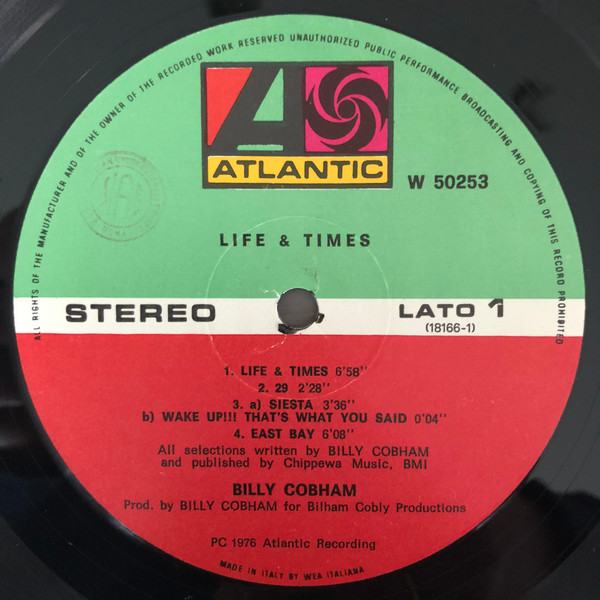 ALL RIGHTS OF THE MANUFACTURER AND OF THE OWNER OF THE RECORDED WORK RESERVED UNAUTHORIZED PUBLIC PERFORMANCE BROADCASTING AND COPYING OF THIS RECORD PROHIBITED
A
ATLANTIC
W 50253
LIFE & TIMES
STEREO
LATO 1
(18166-1)
1. LIFE & TIMES 6'58''
2. 29 2'28''
3. a) SIESTA 3'36''
b) WAKE UP!!! THAT'S WHAT YOU SAID 0'04''
4. EAST BAY 6'08''
All selections written by BILLY COBHAM
and published by Chippewa Music, BMI
BILLY COBHAM
Prod. by BILLY COBHAM for Bilham Cobly Productions
PC 1976 Atlantic Recording
MADE IN ITALY BY WEA ITALIANA